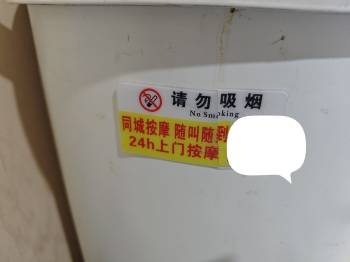 请勿吸烟
No Smoking
同城按摩 随叫随到
24h上门按摩